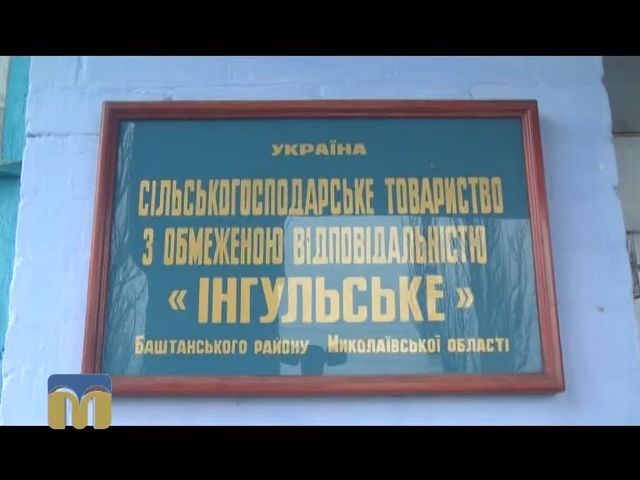 УКРАЇНА
СІЛЬСЬКОГОСПОДАРСЬКЕ ТОВАРИСТВО
З ОБМЕЖЕНОЮ ВІДПОВІДАЛЬНІСТЮ
« ІНГУЛЬСЬКЕ »
БАШТАНСЬКОГО РАЙОНУ МИКОЛАЇВСЬКОЇ ОБЛАСТІ
М